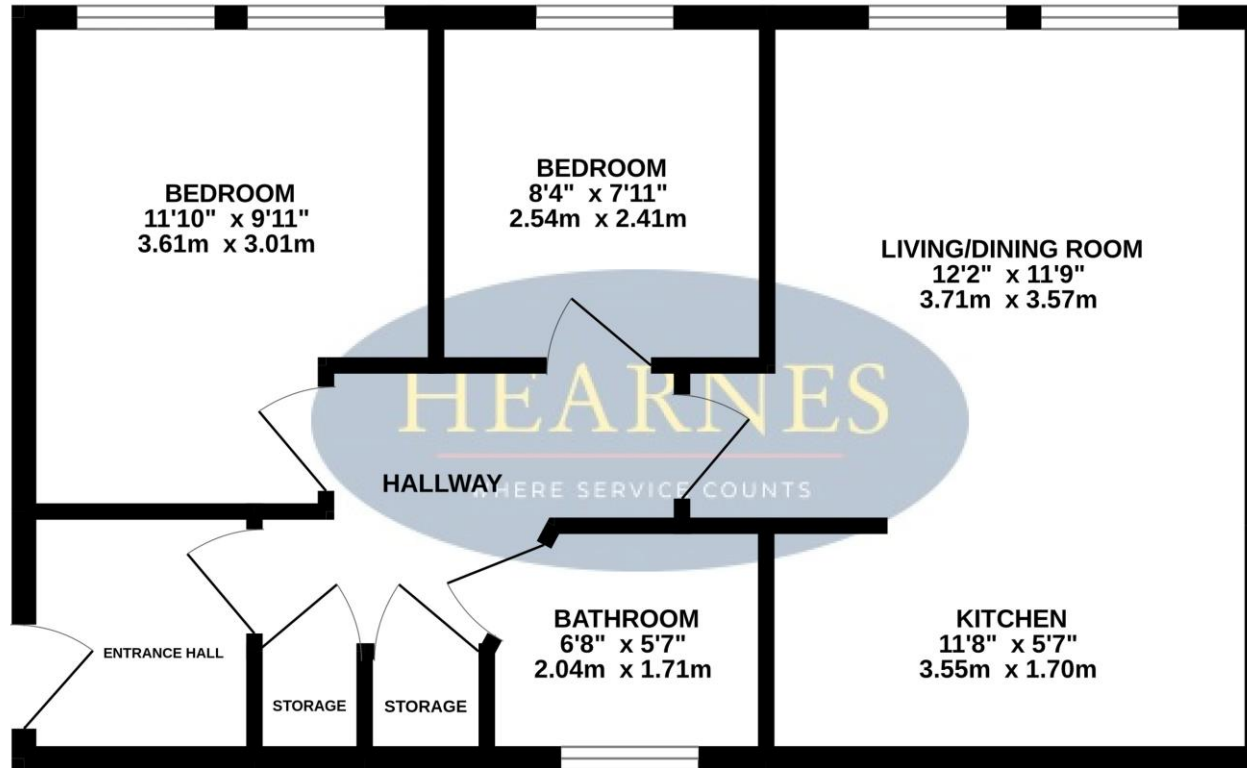 BEDROOM
11'10" x 9'11"
3.61m x 3.01m
BEDROOM
8'4" x 7'11"
2.54m x 2.41m
LIVING/DINING ROOM
12'2" x 11'9"
3.71m x 3.57m
HEARNES
HALLWAY
WHERE SERVICE COUNTS
ENTRANCE HALL
STORAGE
STORAGE
BATHROOM
6'8" x 5'7"
2.04m x 1.71m
KITCHEN
11'8" x 5'7"
3.55m x 1.70m